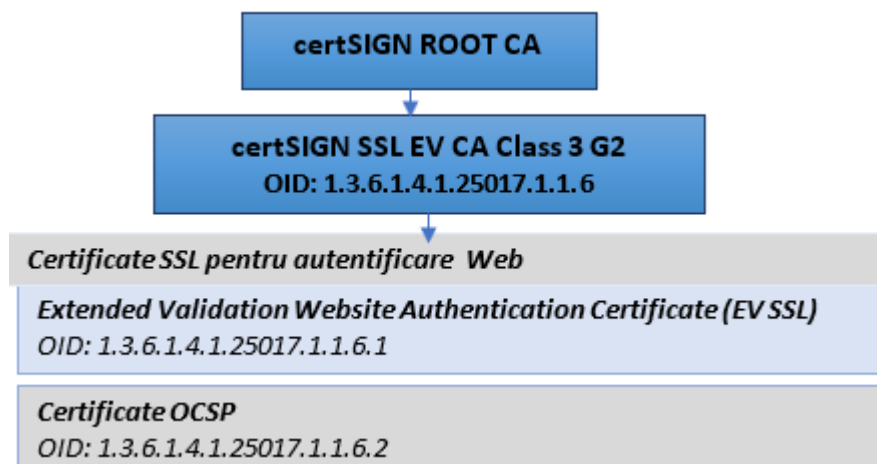 certSIGN ROOT CA
certSIGN SSL EV CA Class 3 G2
OID: 1.3.6.1.4.1.25017.1.1.6
Certificate SSL pentru autentificare Web
Extended Validation Website Authentication Certificate (EV SSL)
OID: 1.3.6.1.4.1.25017.1.1.6.1
Certificate OCSP
OID: 1.3.6.1.4.1.25017.1.1.6.2